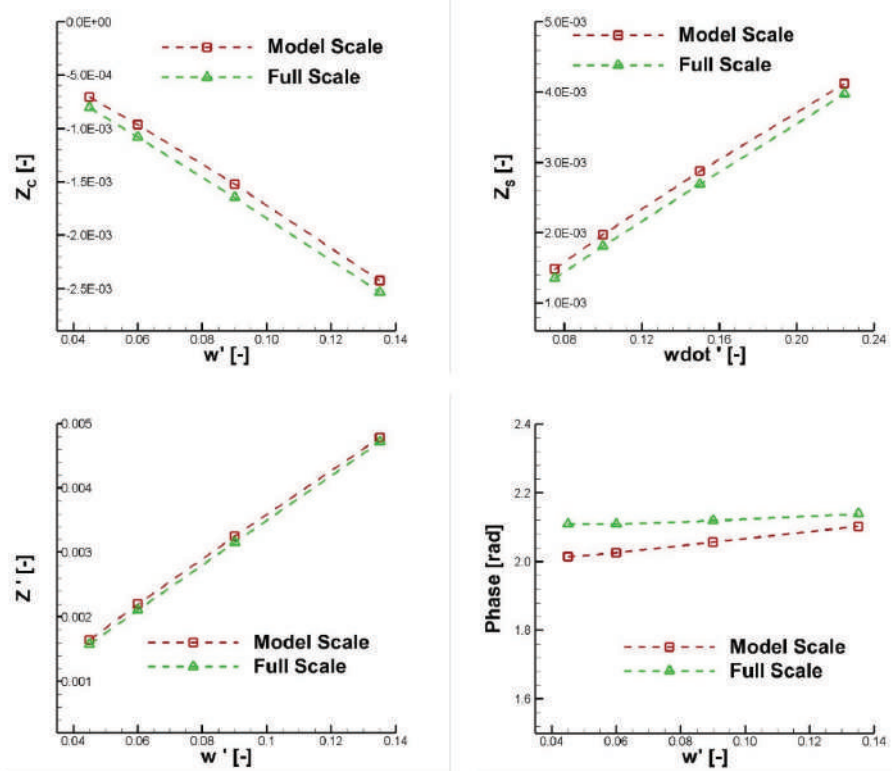 0.0E+00
-5.0E-04
-1.0E-03
-1.5E-03
-2.0E-03
-2.5E-03
Zc [-]
Model Scale
Full Scale
0.04 0.06 0.08 0.10 0.12 0.14
w' [-]
5.0E-03
4.0E-03
3.0E-03
2.0E-03
1.0E-03
Zs [-]
Model Scale
Full Scale
0.08 0.12 0.16 0.20 0.24
wdot ' [-]
0.005
0.004
0.003
0.002
0.001
Z ' [-]
Model Scale
Full Scale
0.04 0.06 0.08 0.1 0.12 0.14
w ' [-]
2.4
2.2
2.0
1.8
1.6
Phase [rad]
Model Scale
Full Scale
0.04 0.06 0.08 0.10 0.12 0.14
w' [-]